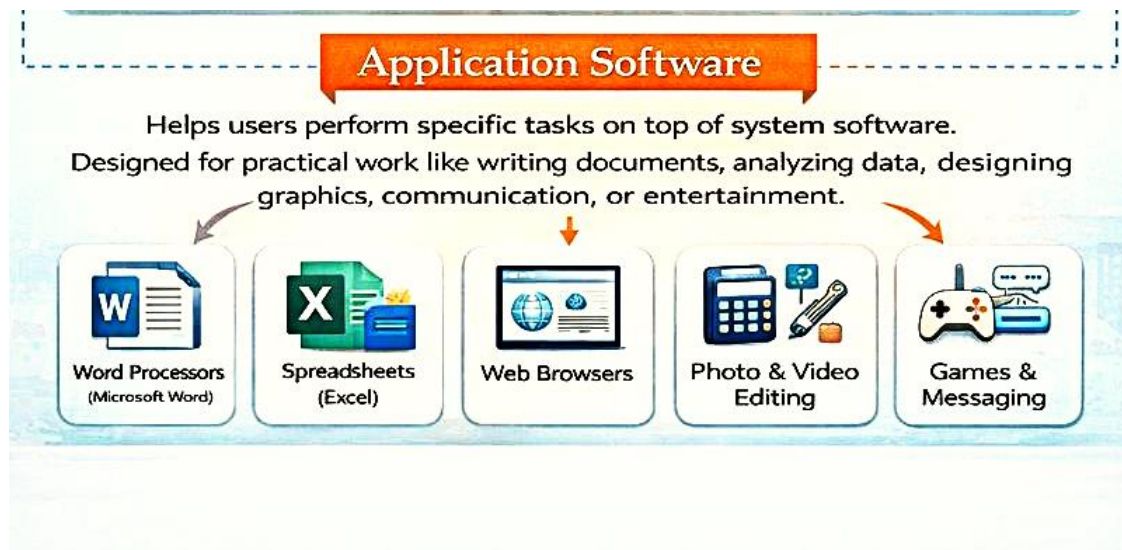 Application Software
Helps users perform specific tasks on top of system software.
Designed for practical work like writing documents, analyzing data, designing
graphics, communication, or entertainment.
W
X
Word Processors
(Microsoft Word)
Spreadsheets
(Excel)
Web Browsers
Photo & Video
Editing
Games &
Messaging